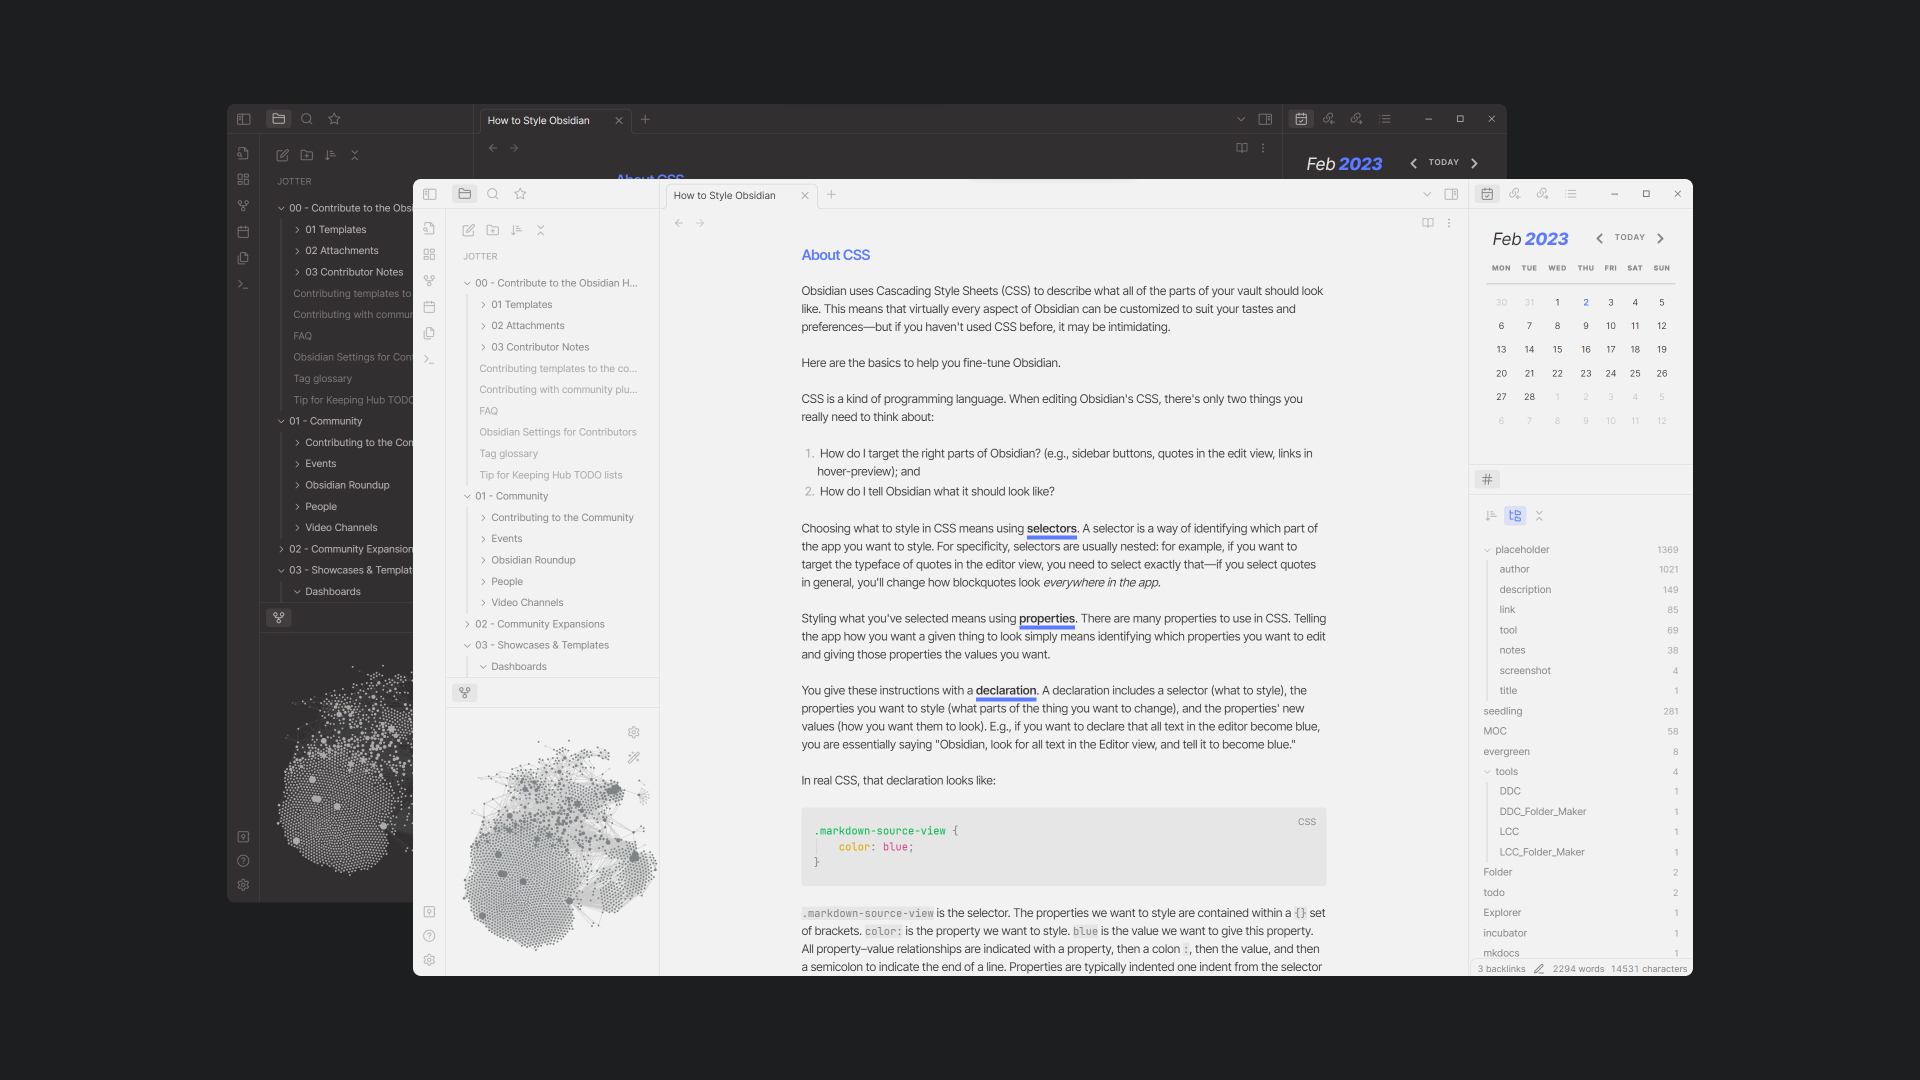 How to Style Obsidian
Feb 2023
TODAY
JOTTER
00 - Contribute to the Obsi
01 Templates
02 Attachments
03 Contributor Notes
Contributing templates to
Contributing with commun
FAQ
Obsidian Settings for Con
Tag glossary
Tip for Keeping Hub TODO
01 - Community
Contributing to the Com
Events
Obsidian Roundup
People
Video Channels
02 - Community Expansion
03 - Showcases & Templat
Dashboards
About CSS
How to Style Obsidian
JOTTER
00 - Contribute to the Obsidian H...
01 Templates
02 Attachments
03 Contributor Notes
Contributing templates to the co...
Contributing with community plu...
FAQ
Obsidian Settings for Contributors
Tag glossary
Tip for Keeping Hub TODO lists
01 - Community
Contributing to the Community
Events
Obsidian Roundup
People
Video Channels
02 - Community Expansions
03 - Showcases & Templates
Dashboards
About CSS
Obsidian uses Cascading Style Sheets (CSS) to describe what all of the parts of your vault should look
like. This means that virtually every aspect of Obsidian can be customized to suit your tastes and
preferences—but if you haven't used CSS before, it may be intimidating.
Here are the basics to help you fine-tune Obsidian.
CSS is a kind of programming language. When editing Obsidian's CSS, there's only two things you
really need to think about:
1. How do I target the right parts of Obsidian? (e.g., sidebar buttons, quotes in the edit view, links in
hover-preview); and
2. How do I tell Obsidian what it should look like?
Choosing what to style in CSS means using selectors. A selector is a way of identifying which part of
the app you want to style. For specificity, selectors are usually nested: for example, if you want to
target the typeface of quotes in the editor view, you need to select exactly that—if you select quotes
in general, you'll change how blockquotes look everywhere in the app.
Styling what you've selected means using properties. There are many properties to use in CSS. Telling
the app how you want a given thing to look simply means identifying which properties you want to edit
and giving those properties the values you want.
You give these instructions with a declaration. A declaration includes a selector (what to style), the
properties you want to style (what parts of the thing you want to change), and the properties' new
values (how you want them to look). E.g., if you want to declare that all text in the editor become blue,
you are essentially saying "Obsidian, look for all text in the Editor view, and tell it to become blue."
In real CSS, that declaration looks like:
CSS
.markdown-source-view {
color: blue;
}
.markdown-source-view is the selector. The properties we want to style are contained within a {} set
of brackets. color: is the property we want to style. blue is the value we want to give this property.
All property–value relationships are indicated with a property, then a colon :, then the value, and then
a semicolon to indicate the end of a line. Properties are typically indented one indent from the selector
Feb 2023
TODAY
MON TUE WED THU FRI SAT SUN
30 31 1 2 3 4 5
6 7 8 9 10 11 12
13 14 15 16 17 18 19
20 21 22 23 24 25 26
27 28 1 2 3 4 5
6 7 8 9 10 11 12
placeholder 1369
author 1021
description 149
link 85
tool 69
notes 38
screenshot 4
title 1
seedling 281
MOC 58
evergreen 8
tools 4
DDC 1
DDC_Folder_Maker 1
LCC 1
LCC_Folder_Maker 1
Folder 2
todo 2
Explorer 1
incubator 1
mkdocs 1
3 backlinks 2294 words 14531 characters